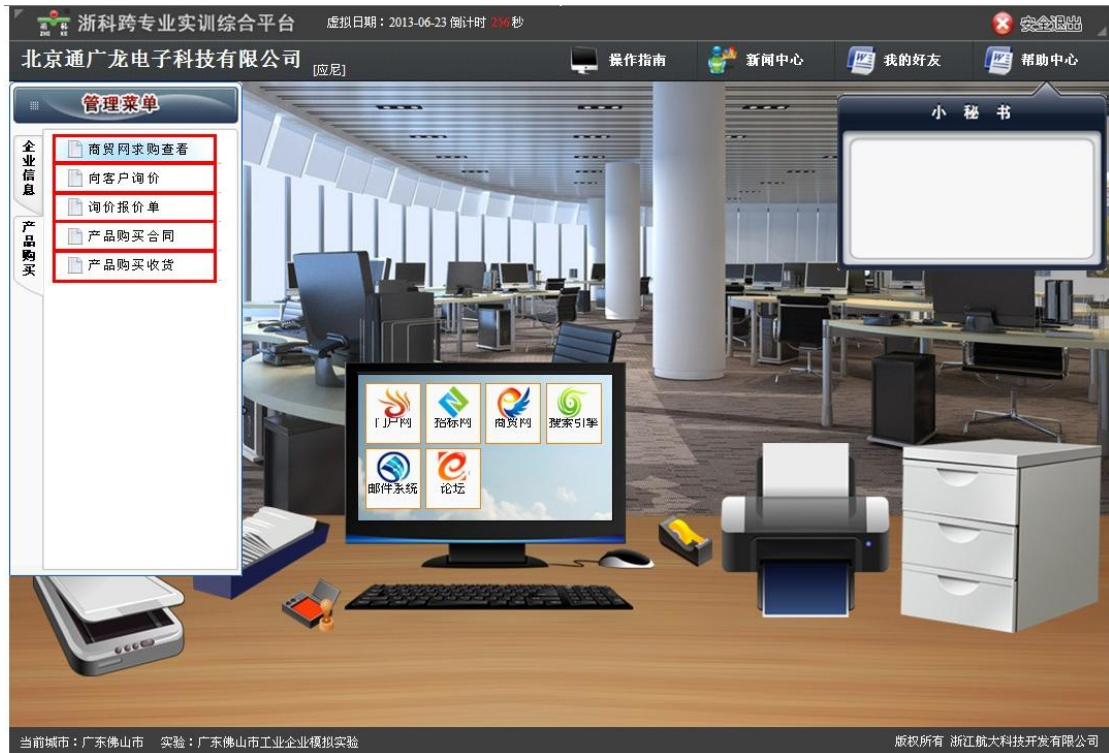 浙科 浙科跨专业实训综合平台 虚拟日期：2013-06-23 倒计时 256秒 安全退出
ZHE KE
北京通广龙电子科技有限公司 [应尼] 操作指南 新闻中心 我的好友 帮助中心
管理菜单
企业信息
产品购买
商贸网求购查看
向客户询价
询价报价单
产品购买合同
产品购买收货
小 秘 书
门户网 招标网 商贸网 搜索引擎
邮件系统 论坛
当前城市：广东佛山市 实验：广东佛山市工业企业模拟实验 版权所有 浙江航大科技开发有限公司